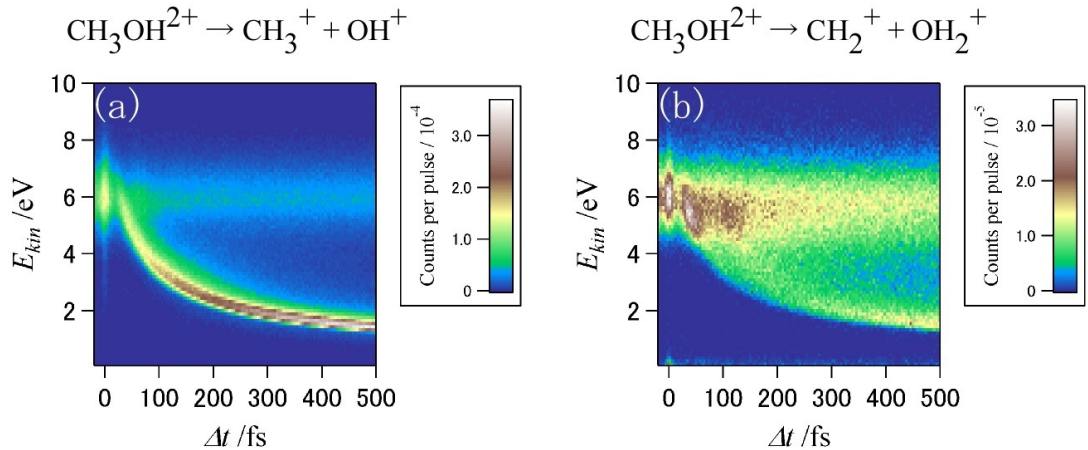 CH₃OH²⁺ → CH₃⁺ + OH⁺
(a)
E_kin /eV
10
8
6
4
2
0 100 200 300 400 500
Δt /fs
Counts per pulse / 10⁻⁴
3.0
2.0
1.0
0
CH₃OH²⁺ → CH₂⁺ + OH₂⁺
(b)
E_kin /eV
10
8
6
4
2
0 100 200 300 400 500
Δt /fs
Counts per pulse / 10⁻⁵
3.0
2.0
1.0
0